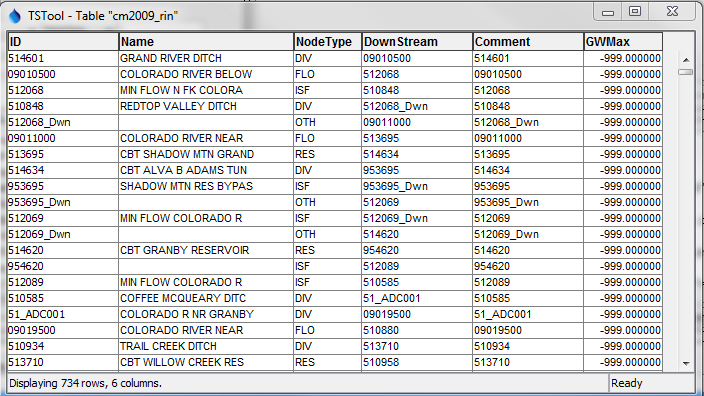 TSTool - Table "cm2009_rin"
ID Name NodeType DownStream Comment GWMax
514601 GRAND RIVER DITCH DIV 09010500 514601 -999.000000
09010500 COLORADO RIVER BELOW FLO 512068 09010500 -999.000000
512068 MIN FLOW N FK COLORA ISF 510848 512068 -999.000000
510848 REDTOP VALLEY DITCH DIV 512068_Dwn 510848 -999.000000
512068_Dwn OTH 09011000 512068_Dwn -999.000000
09011000 COLORADO RIVER NEAR FLO 513695 09011000 -999.000000
513695 CBT SHADOW MTN GRAND RES 514634 513695 -999.000000
514634 CBT ALVA B ADAMS TUN DIV 953695 514634 -999.000000
953695 SHADOW MTN RES BYPAS ISF 953695_Dwn 953695 -999.000000
953695_Dwn OTH 512069 953695_Dwn -999.000000
512069 MIN FLOW COLORADO R ISF 512069_Dwn 512069 -999.000000
512069_Dwn OTH 514620 512069_Dwn -999.000000
514620 CBT GRANBY RESERVOIR RES 954620 514620 -999.000000
954620 ISF 512089 954620 -999.000000
512089 MIN FLOW COLORADO R ISF 510585 512089 -999.000000
510585 COFFEE MCQUEARY DITC DIV 51_ADC001 510585 -999.000000
51_ADC001 COLORADO R NR GRANBY DIV 09019500 51_ADC001 -999.000000
09019500 COLORADO RIVER NEAR FLO 510880 09019500 -999.000000
510934 TRAIL CREEK DITCH DIV 513710 510934 -999.000000
513710 CBT WILLOW CREEK RES RES 510958 513710 -999.000000
Displaying 734 rows, 6 columns. Ready